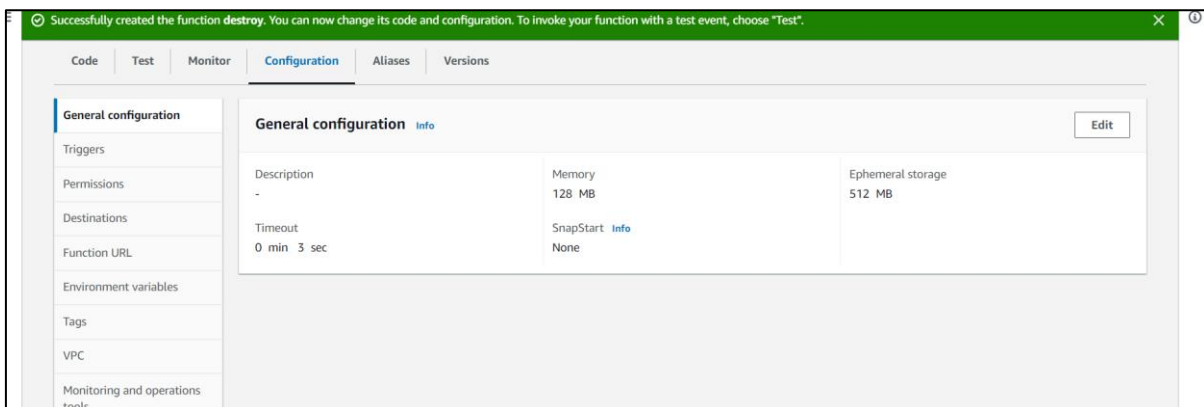 Successfully created the function destroy. You can now change its code and configuration. To invoke your function with a test event, choose "Test".
Code Test Monitor Configuration Aliases Versions
General configuration
Triggers
Permissions
Destinations
Function URL
Environment variables
Tags
VPC
Monitoring and operations
tools
General configuration Info
Edit
Description
-
Memory
128 MB
Ephemeral storage
512 MB
Timeout
0 min 3 sec
SnapStart Info
None